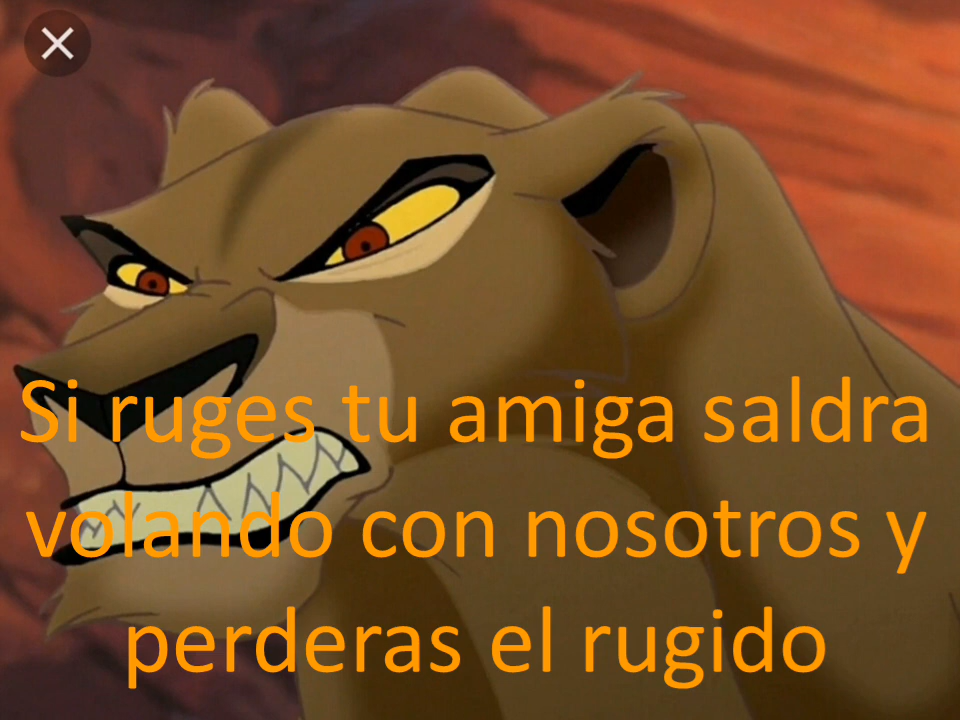 Si ruges tu amiga saldra
volando con nosotros y
perderas el rugido